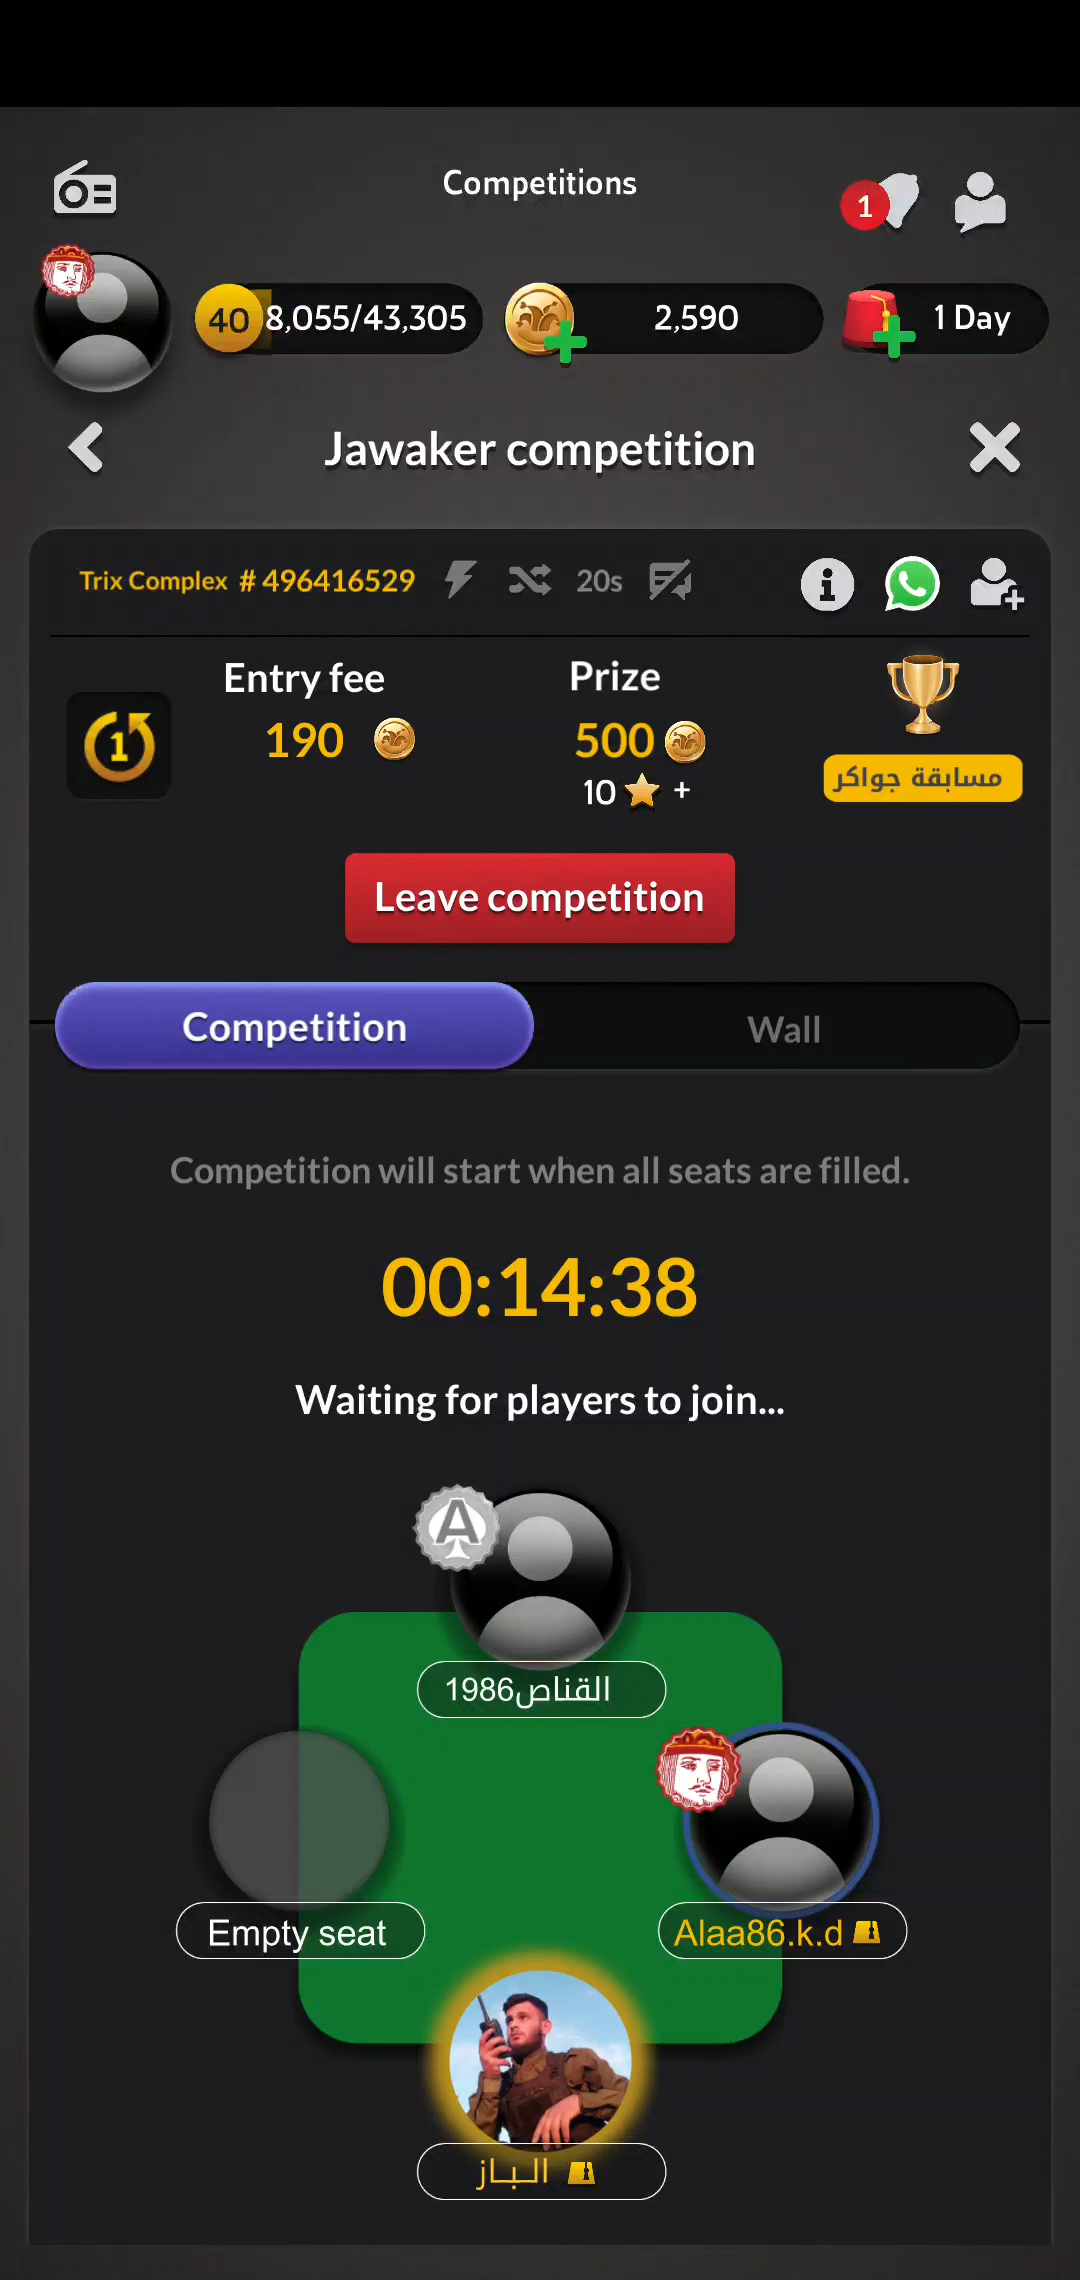 Competitions
1
40 8,055/43,305
2,590
1 Day
Jawaker competition
Trix Complex # 496416529
20s
Entry fee
Prize
1
190
500
10 +
مسابقة جواكر
Leave competition
Competition
Wall
Competition will start when all seats are filled.
00:14:38
Waiting for players to join...
A
القناص1986
Empty seat
Alaa86.k.d
الباز